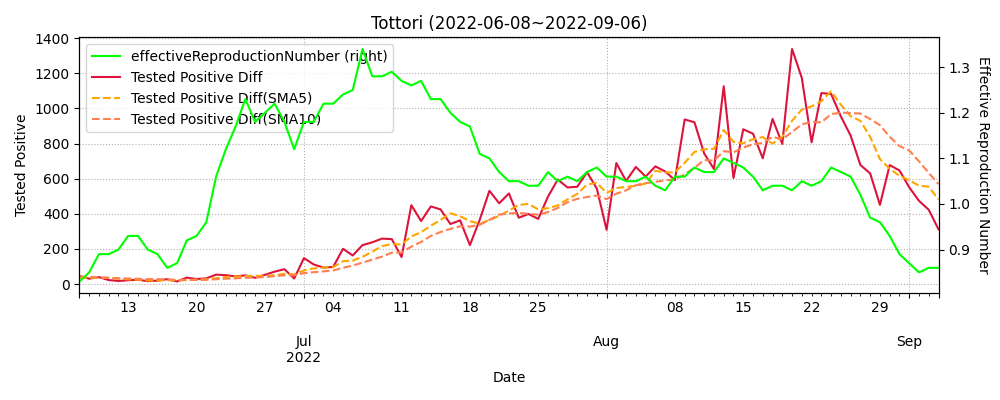 Tottori (2022-06-08~2022-09-06)
effectiveReproductionNumber (right)
Tested Positive Diff
Tested Positive Diff(SMA5)
Tested Positive Diff(SMA10)
Tested Positive
1400
1200
1000
800
600
400
200
0
1.3
1.2
1.1
1.0
0.9
Effective Reproduction Number
13 20 27 04 11 18 25 08 15 22 29
Jul Aug Sep
2022
Date